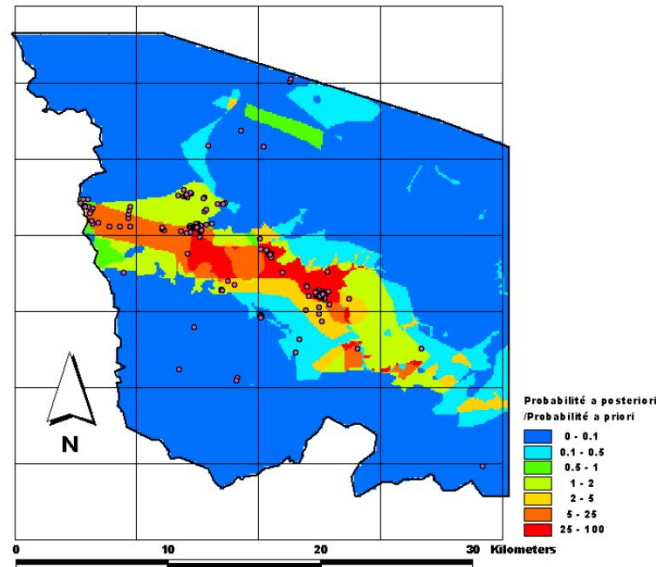 N
Probabilité a posteriori
/Probabilité a priori
0 - 0.1
0.1 - 0.5
0.5 - 1
1 - 2
2 - 5
5 - 25
25 - 100
0 10 20 30 Kilometers